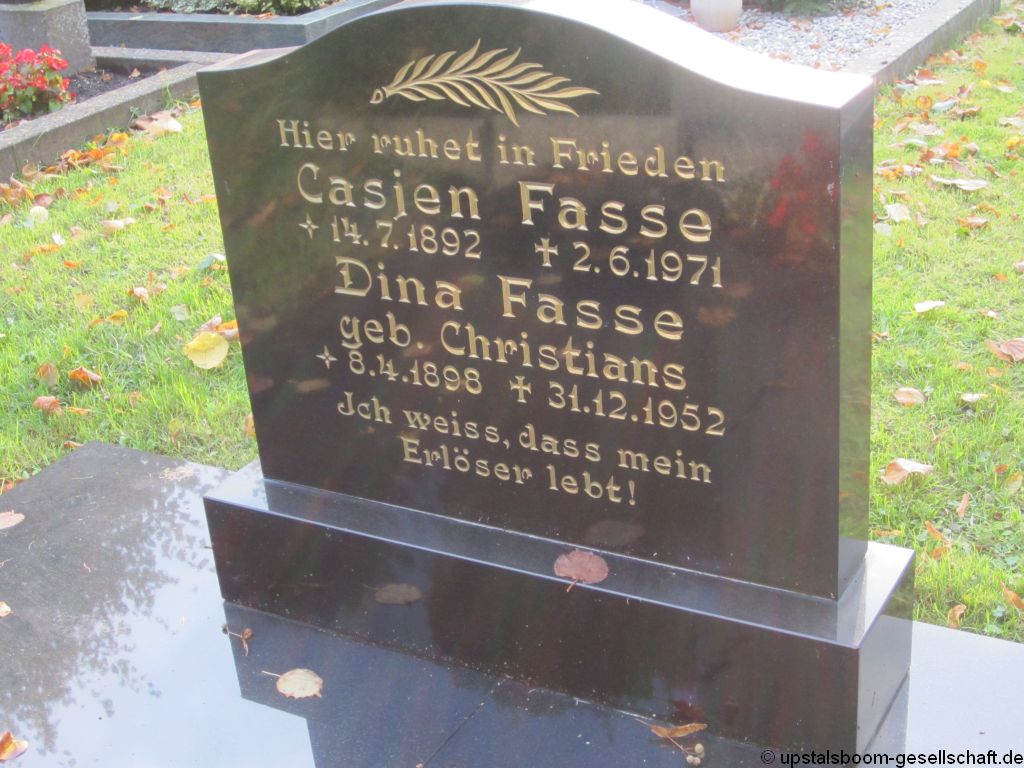 Hier ruhet in Frieden
Casjen Fasse
✧ 14.7.1892 ✝ 2.6.1971
Dina Fasse
geb. Christians
✧ 8.4.1898 ✝ 31.12.1952
Jch weiss, dass mein
Erlöser lebt!
© upstalsboom-gesellschaft.de